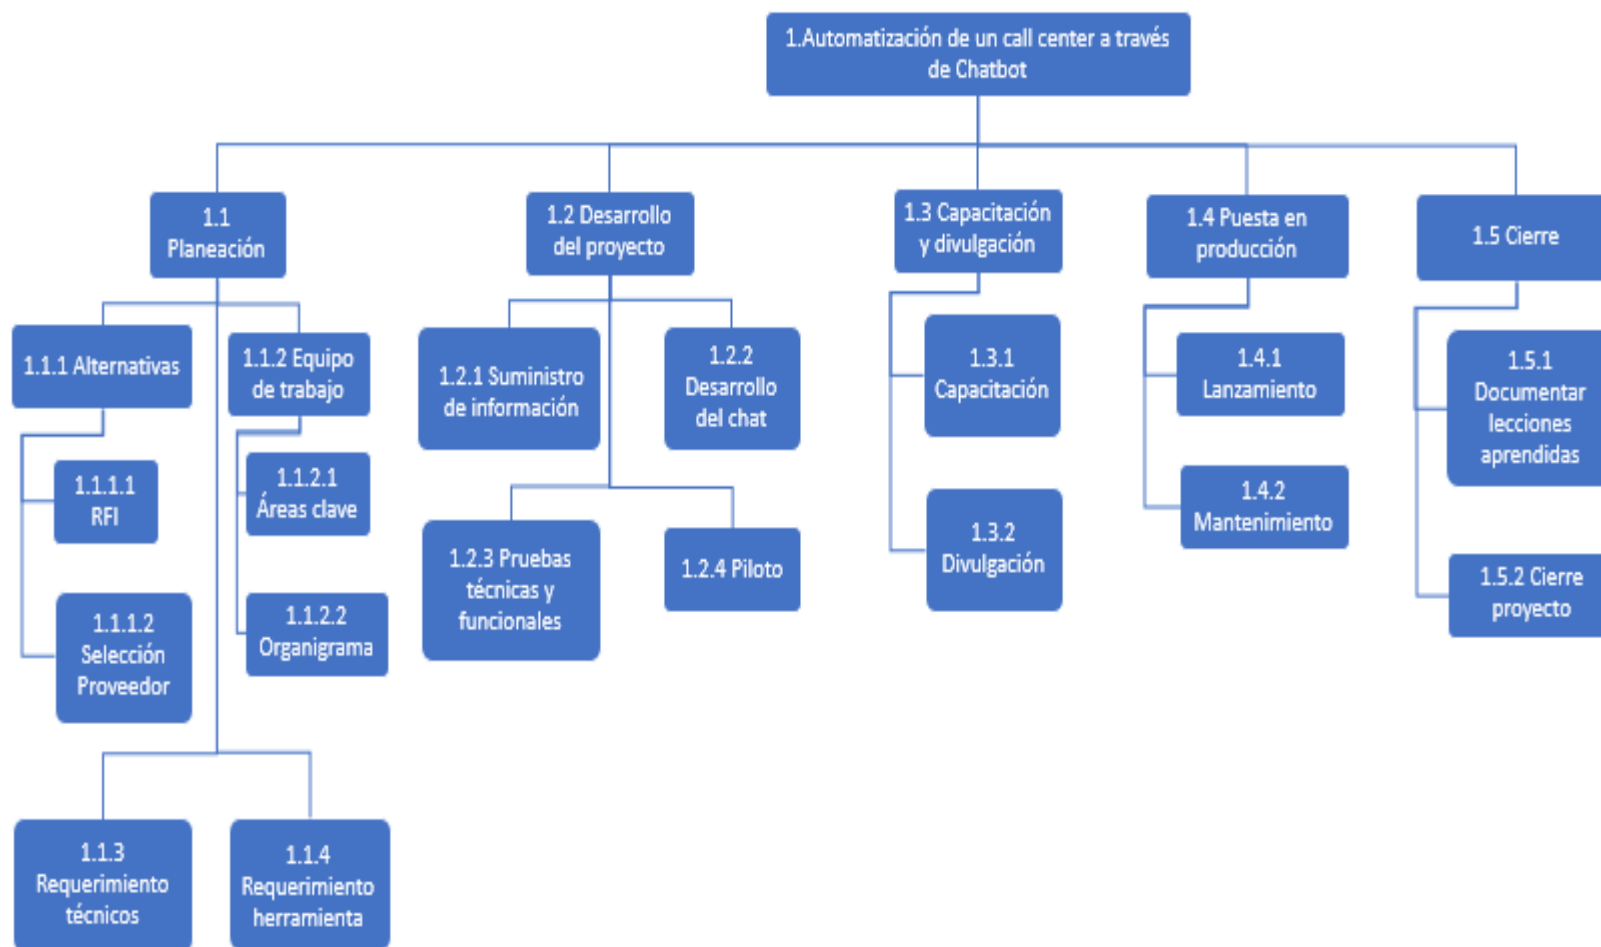 1.Automatización de un call center a través
de Chatbot
1.1
Planeación
1.2 Desarrollo
del proyecto
1.3 Capacitación
y divulgación
1.4 Puesta en
producción
1.5 Cierre
1.1.1 Alternativas
1.1.2 Equipo
de trabajo
1.2.1 Suministro
de información
1.2.2
Desarrollo
del chat
1.3.1
Capacitación
1.4.1
Lanzamiento
1.5.1
Documentar
lecciones
aprendidas
1.1.1.1
RFI
1.1.2.1
Áreas clave
1.2.3 Pruebas
técnicas y
funcionales
1.2.4 Piloto
1.3.2
Divulgación
1.4.2
Mantenimiento
1.5.2 Cierre
proyecto
1.1.1.2
Selección
Proveedor
1.1.2.2
Organigrama
1.1.3
Requerimiento
técnicos
1.1.4
Requerimiento
herramienta